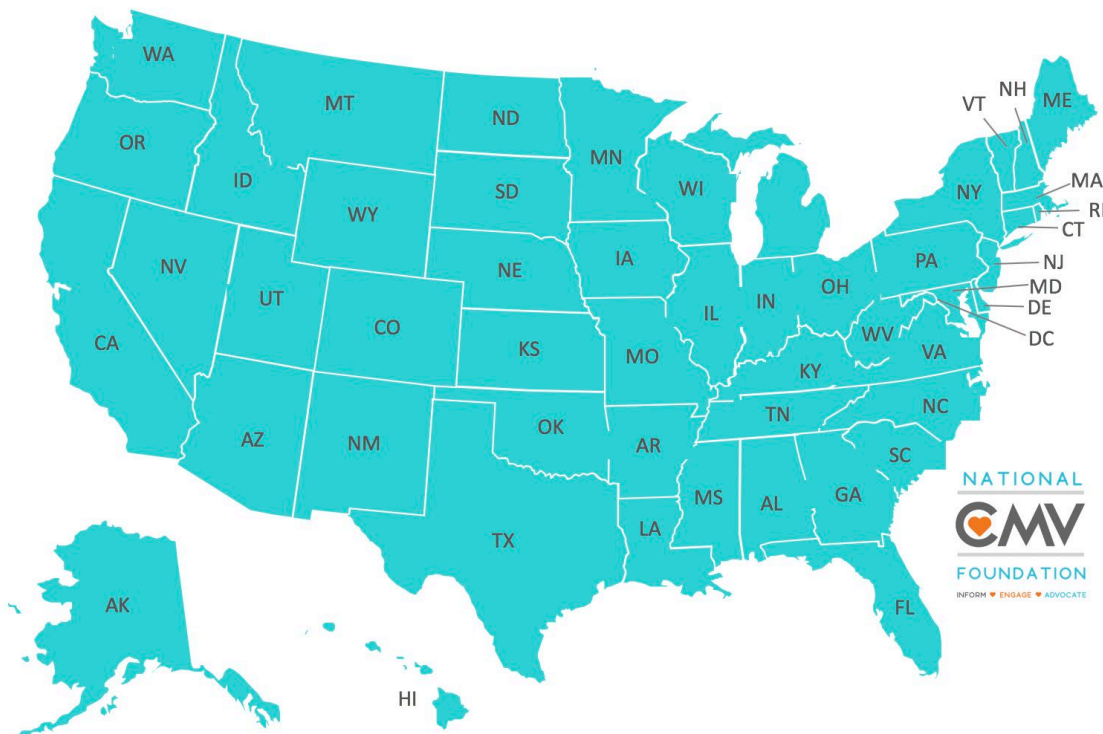 WA
MT
ND
MN
OR
ID
SD
WI
WY
VT
NH
ME
NY
MA
RI
CT
NV
UT
NE
IA
PA
NJ
MD
DE
DC
CA
CO
KS
MO
IL
IN
OH
WV
VA
KY
AZ
NM
OK
AR
TN
NC
SC
TX
LA
MS
AL
GA
FL
AK
HI
NATIONAL
CMV
FOUNDATION
INFORM ENGAGE ADVOCATE